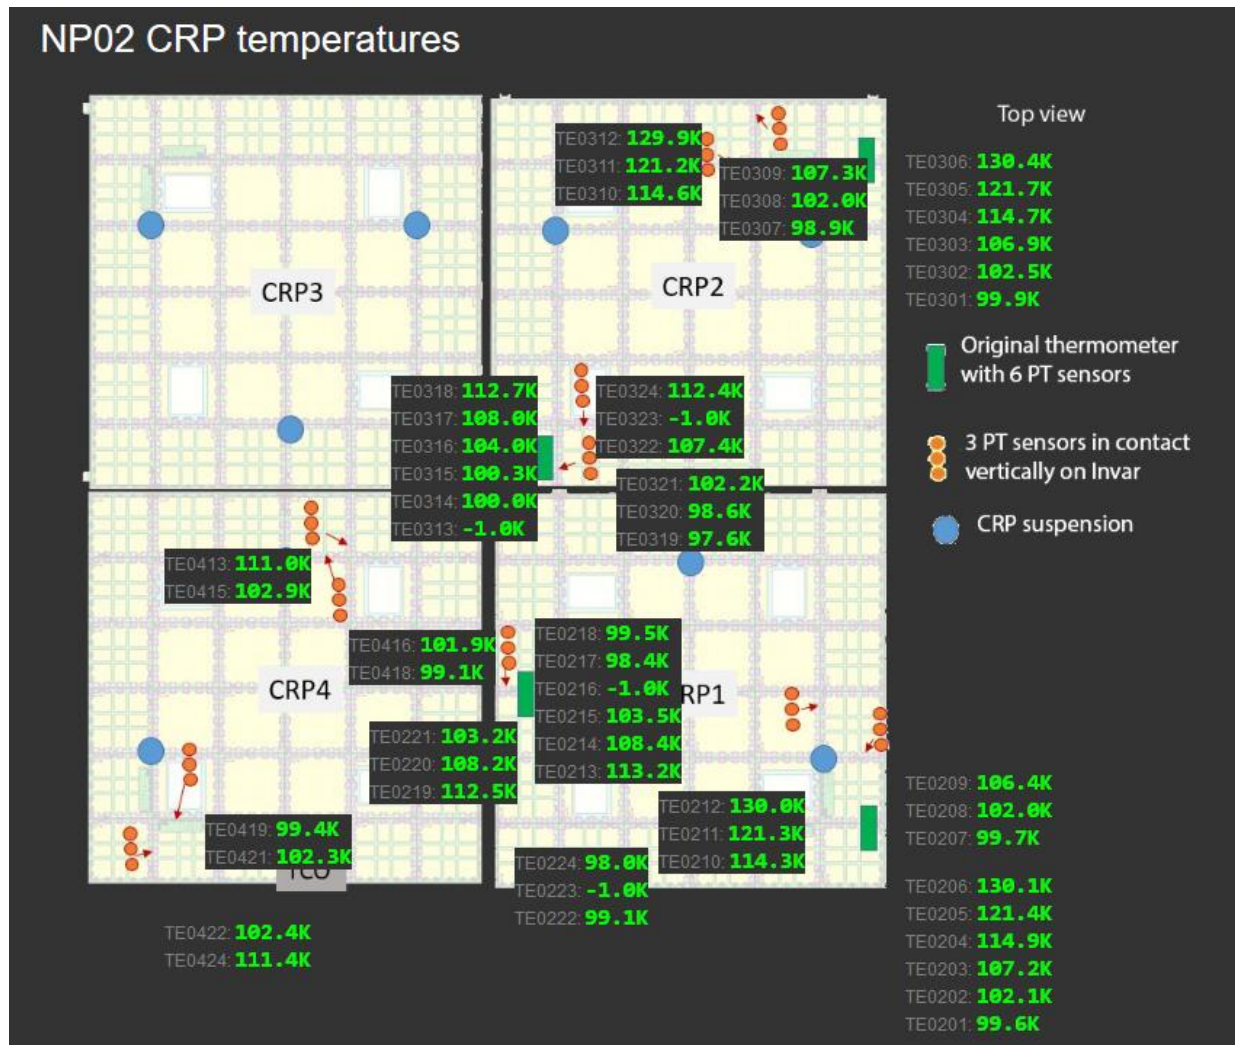 NP02 CRP temperatures
Top view
TE0312: 129.9K
TE0311: 121.2K
TE0310: 114.6K
TE0309: 107.3K
TE0308: 102.0K
TE0307: 98.9K
TE0306: 130.4K
TE0305: 121.7K
TE0304: 114.7K
TE0303: 106.9K
TE0302: 102.5K
TE0301: 99.9K
CRP3
CRP2
Original thermometer
with 6 PT sensors
TE0318: 112.7K
TE0317: 108.0K
TE0316: 104.0K
TE0315: 100.3K
TE0314: 100.0K
TE0313: -1.0K
TE0324: 112.4K
TE0323: -1.0K
TE0322: 107.4K
3 PT sensors in contact
vertically on Invar
TE0321: 102.2K
TE0320: 98.6K
TE0319: 97.6K
CRP suspension
TE0413: 111.0K
TE0415: 102.9K
TE0416: 101.9K
TE0418: 99.1K
TE0218: 99.5K
TE0217: 98.4K
TE0216: -1.0K
TE0215: 103.5K
TE0214: 108.4K
TE0213: 113.2K
CRP4
RP1
TE0221: 103.2K
TE0220: 108.2K
TE0219: 112.5K
TE0212: 130.0K
TE0211: 121.3K
TE0210: 114.3K
TE0209: 106.4K
TE0208: 102.0K
TE0207: 99.7K
TE0419: 99.4K
TE0421: 102.3K
TCO
TE0224: 98.0K
TE0223: -1.0K
TE0222: 99.1K
TE0206: 130.1K
TE0205: 121.4K
TE0204: 114.9K
TE0203: 107.2K
TE0202: 102.1K
TE0201: 99.6K
TE0422: 102.4K
TE0424: 111.4K